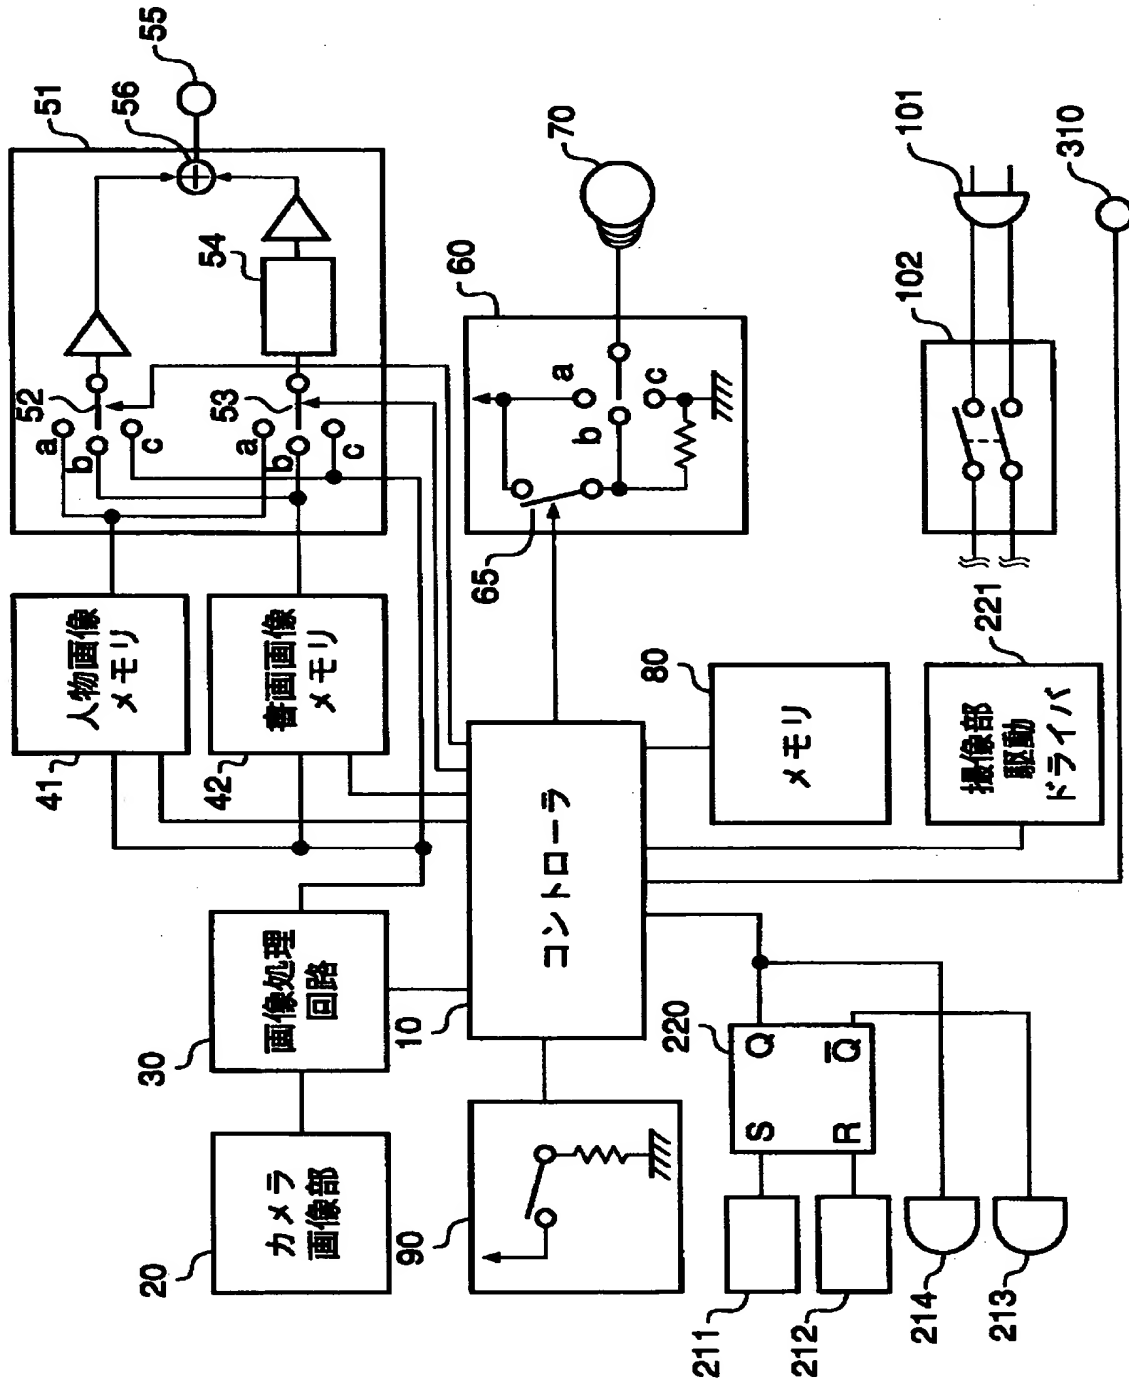 カメラ
画像部
20
画像処理
回路
30
人物画像
メモリ
41
書画画像
メモリ
42
51
52
a
b
c
53
a
b
c
54
55
56
コントローラ
10
60
65
a
b
c
70
メモリ
80
90
101
102
撮像部
駆動
ドライバ
221
310
S
Q
R
Q̅
220
211
212
214
213